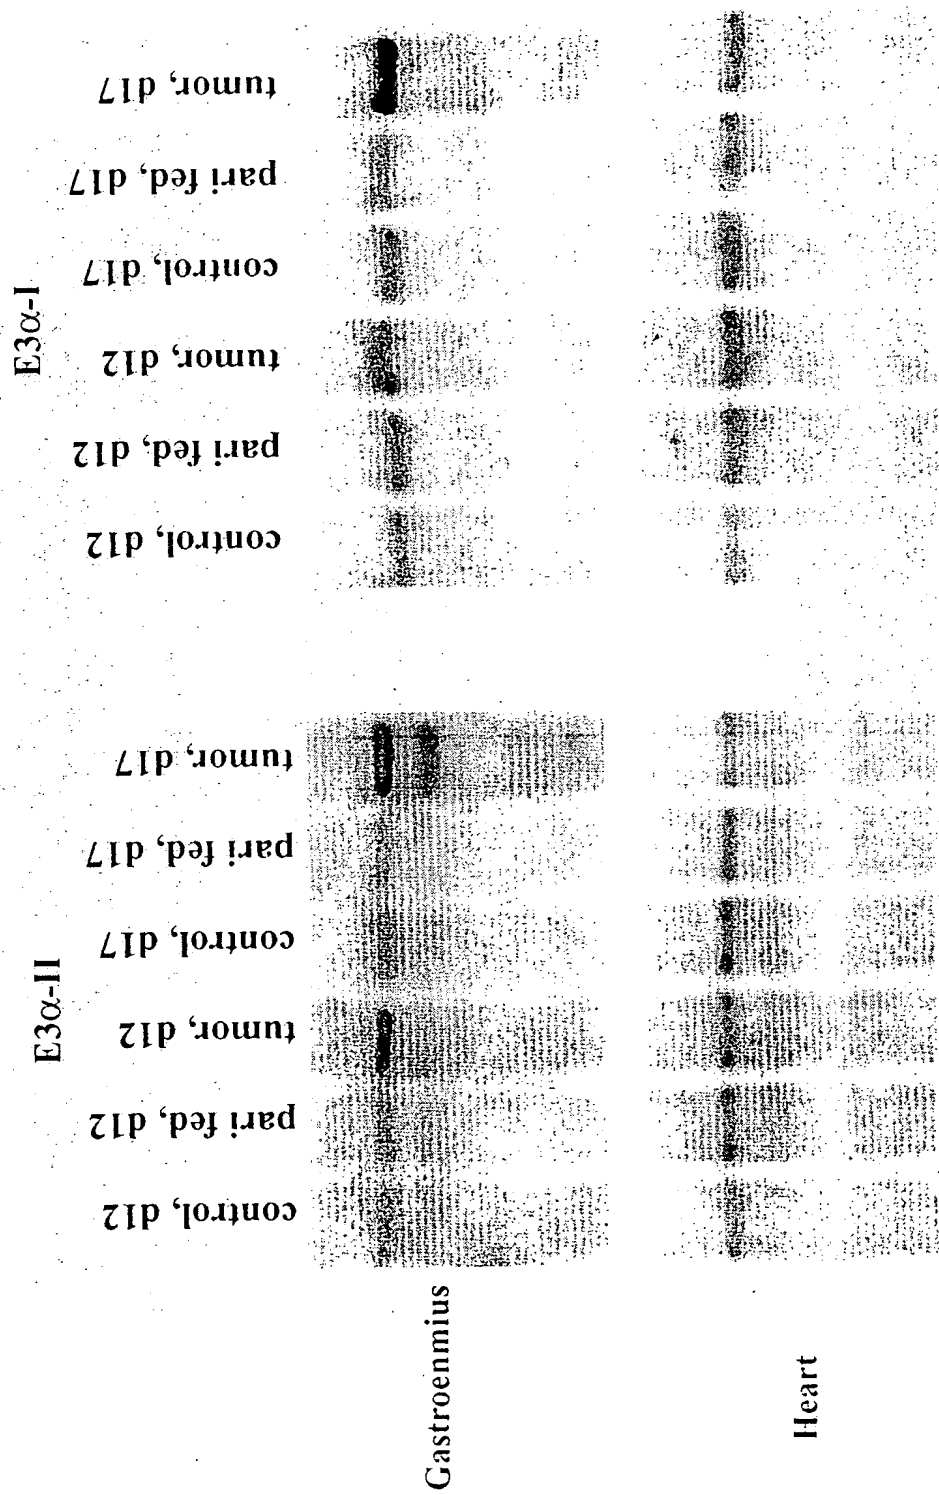 E3α-II
E3α-I
control, d12
pari fed, d12
tumor, d12
control, d17
pari fed, d17
tumor, d17
control, d12
pari fed, d12
tumor, d12
control, d17
pari fed, d17
tumor, d17
Gastroenmius
Heart